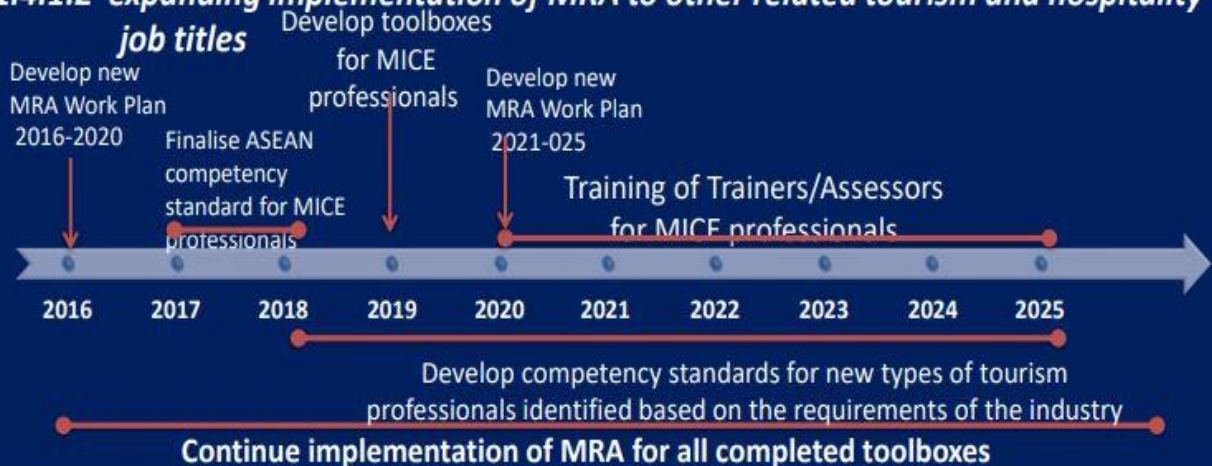 1.4.1.2 expanding implementation of MRA to other related tourism and hospitality
job titles
Develop new
MRA Work Plan
2016-2020
Finalise ASEAN
competency
standard for MICE
professionals
Develop toolboxes
for MICE
professionals
Develop new
MRA Work Plan
2021-025
Training of Trainers/Assessors
for MICE professionals
2016 2017 2018 2019 2020 2021 2022 2023 2024 2025
Develop competency standards for new types of tourism
professionals identified based on the requirements of the industry
Continue implementation of MRA for all completed toolboxes